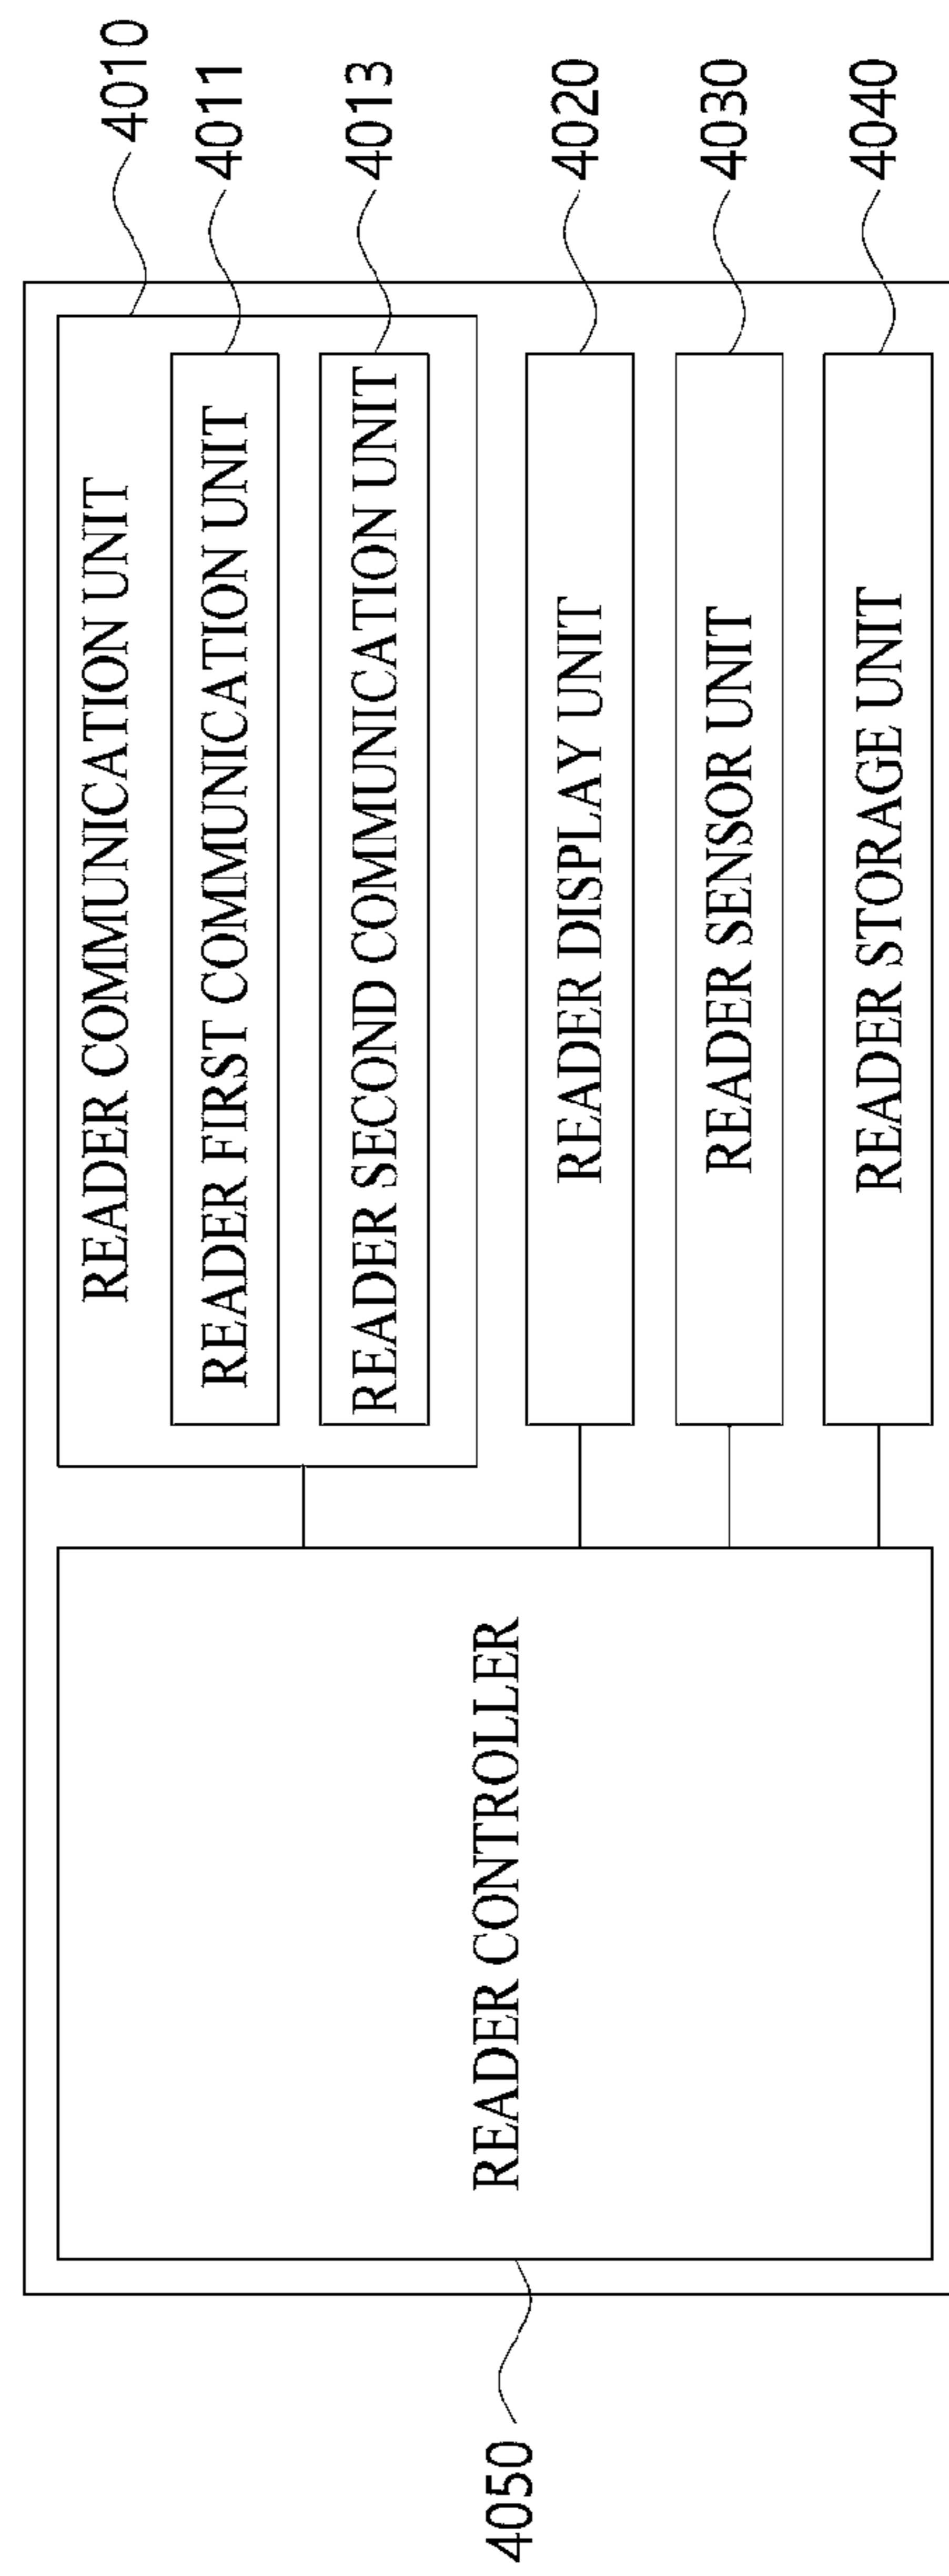 READER COMMUNICATION UNIT
4010
READER FIRST COMMUNICATION UNIT
4011
READER SECOND COMMUNICATION UNIT
4013
4050
READER CONTROLLER
READER DISPLAY UNIT
4020
READER SENSOR UNIT
4030
READER STORAGE UNIT
4040